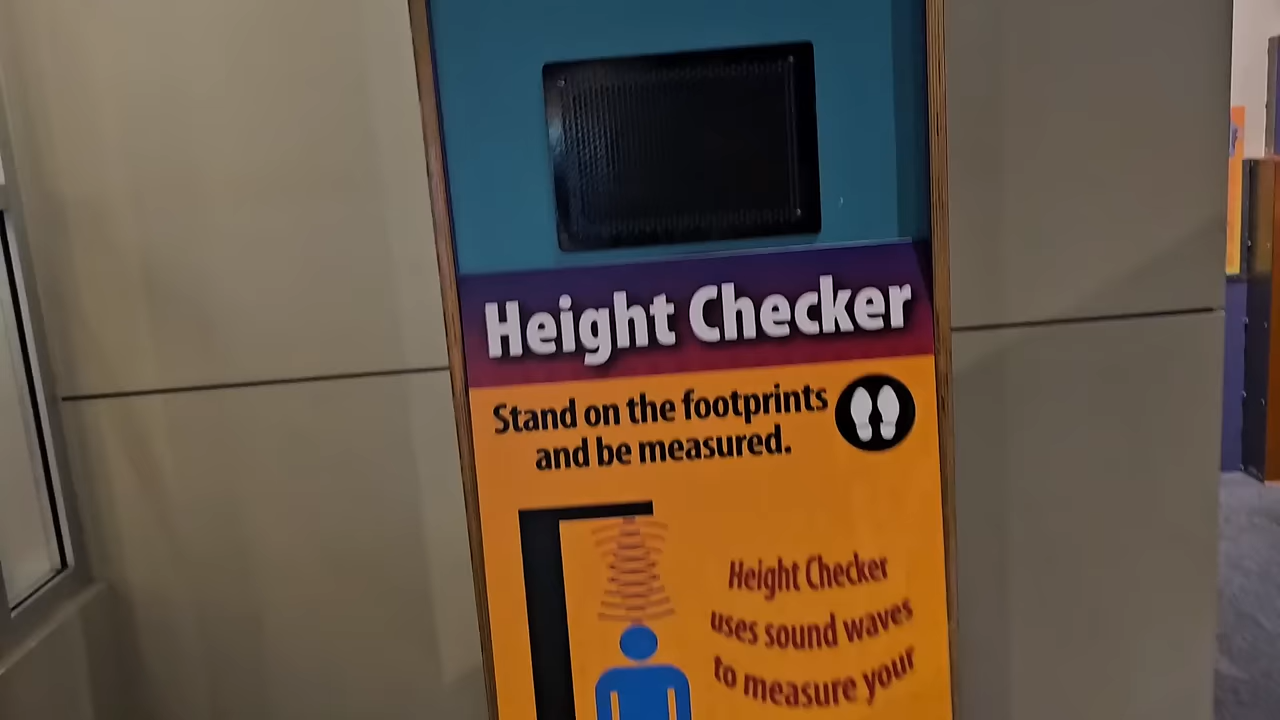 Height Checker
Stand on the footprints
and be measured.
Height Checker
uses sound waves
to measure your